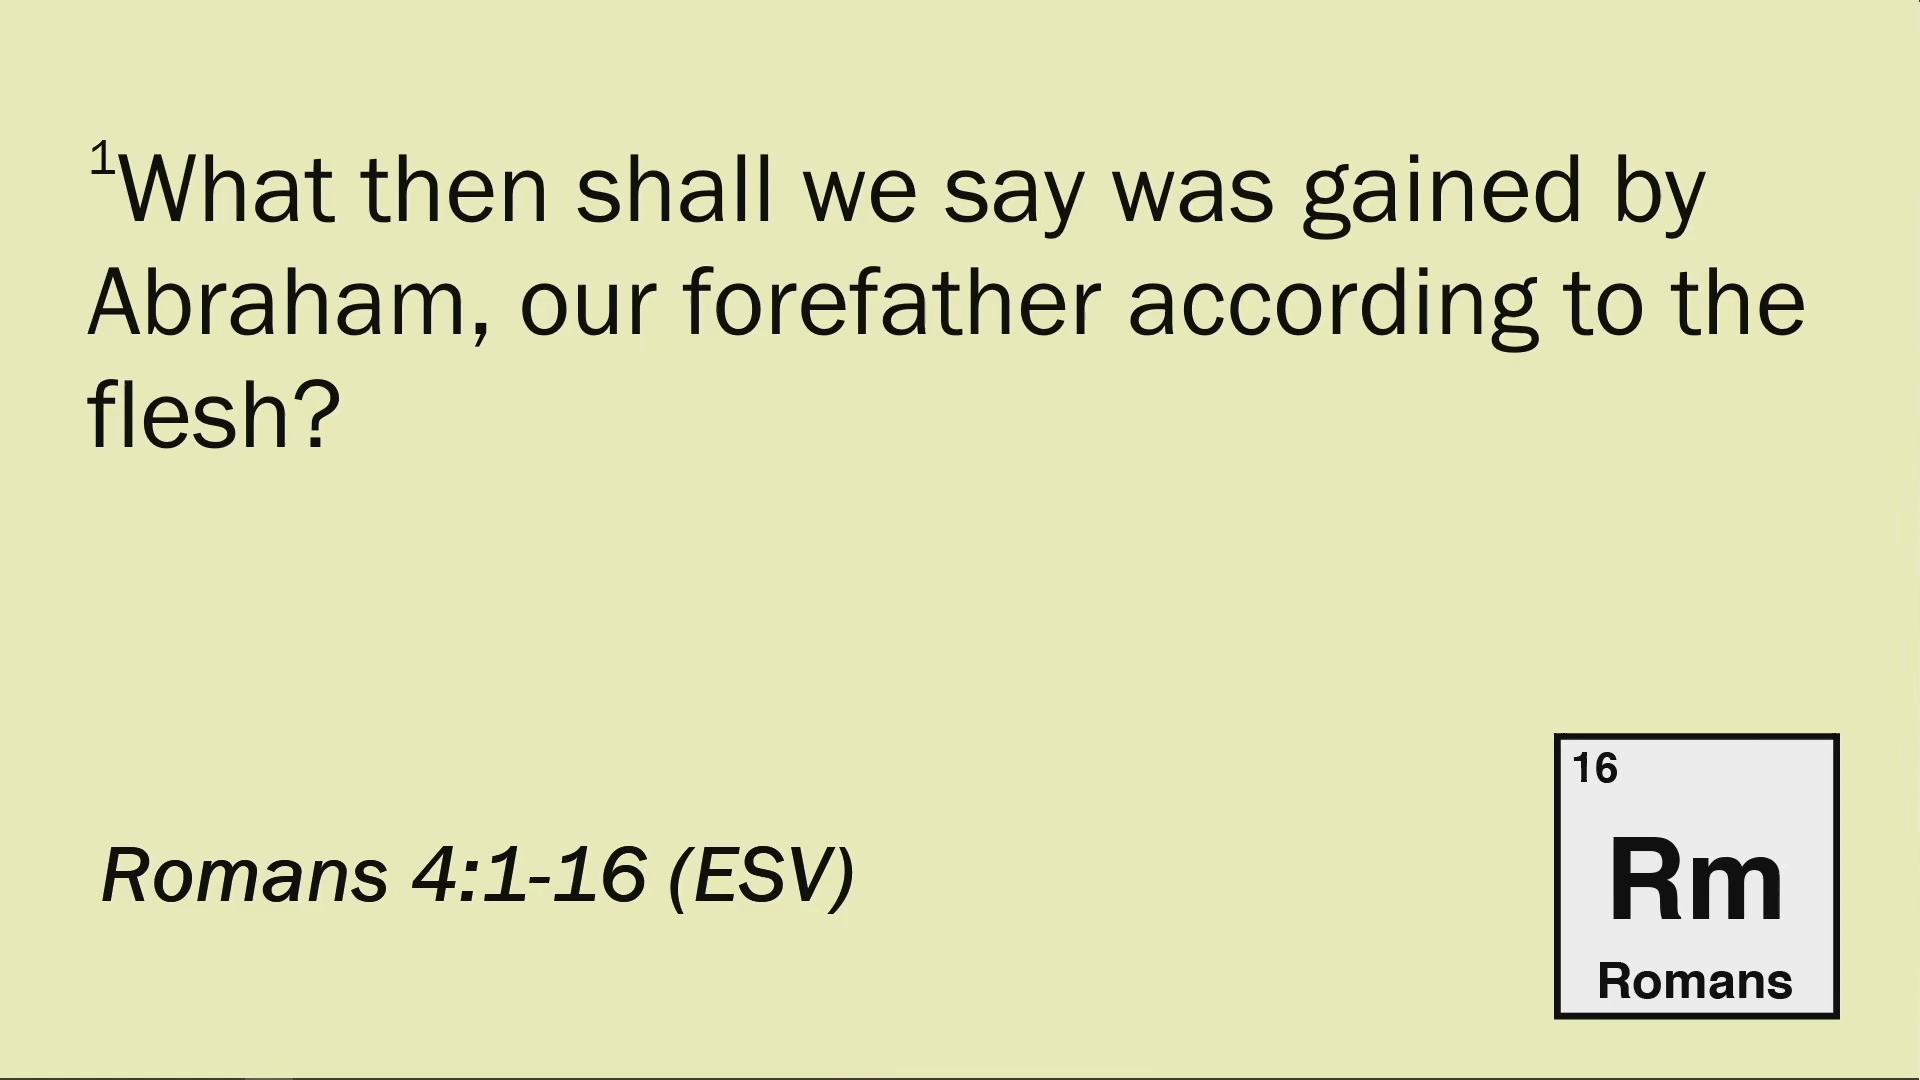 ¹What then shall we say was gained by
Abraham, our forefather according to the
flesh?
Romans 4:1-16 (ESV)
16
Rm
Romans